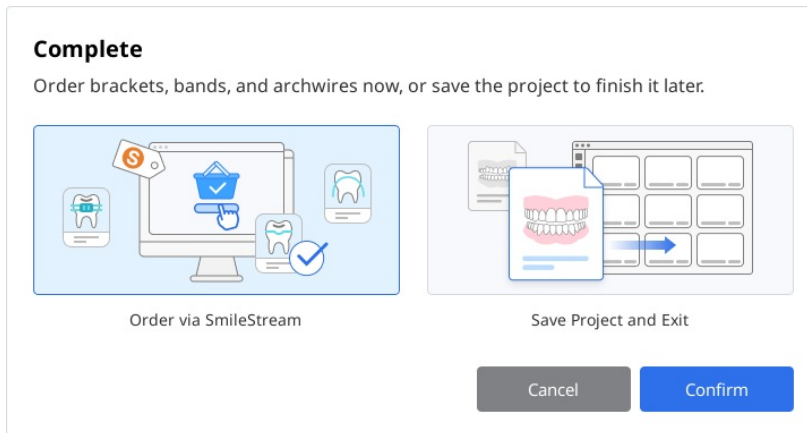 Complete
Order brackets, bands, and archwires now, or save the project to finish it later.
S
Order via SmileStream
Save Project and Exit
Cancel
Confirm